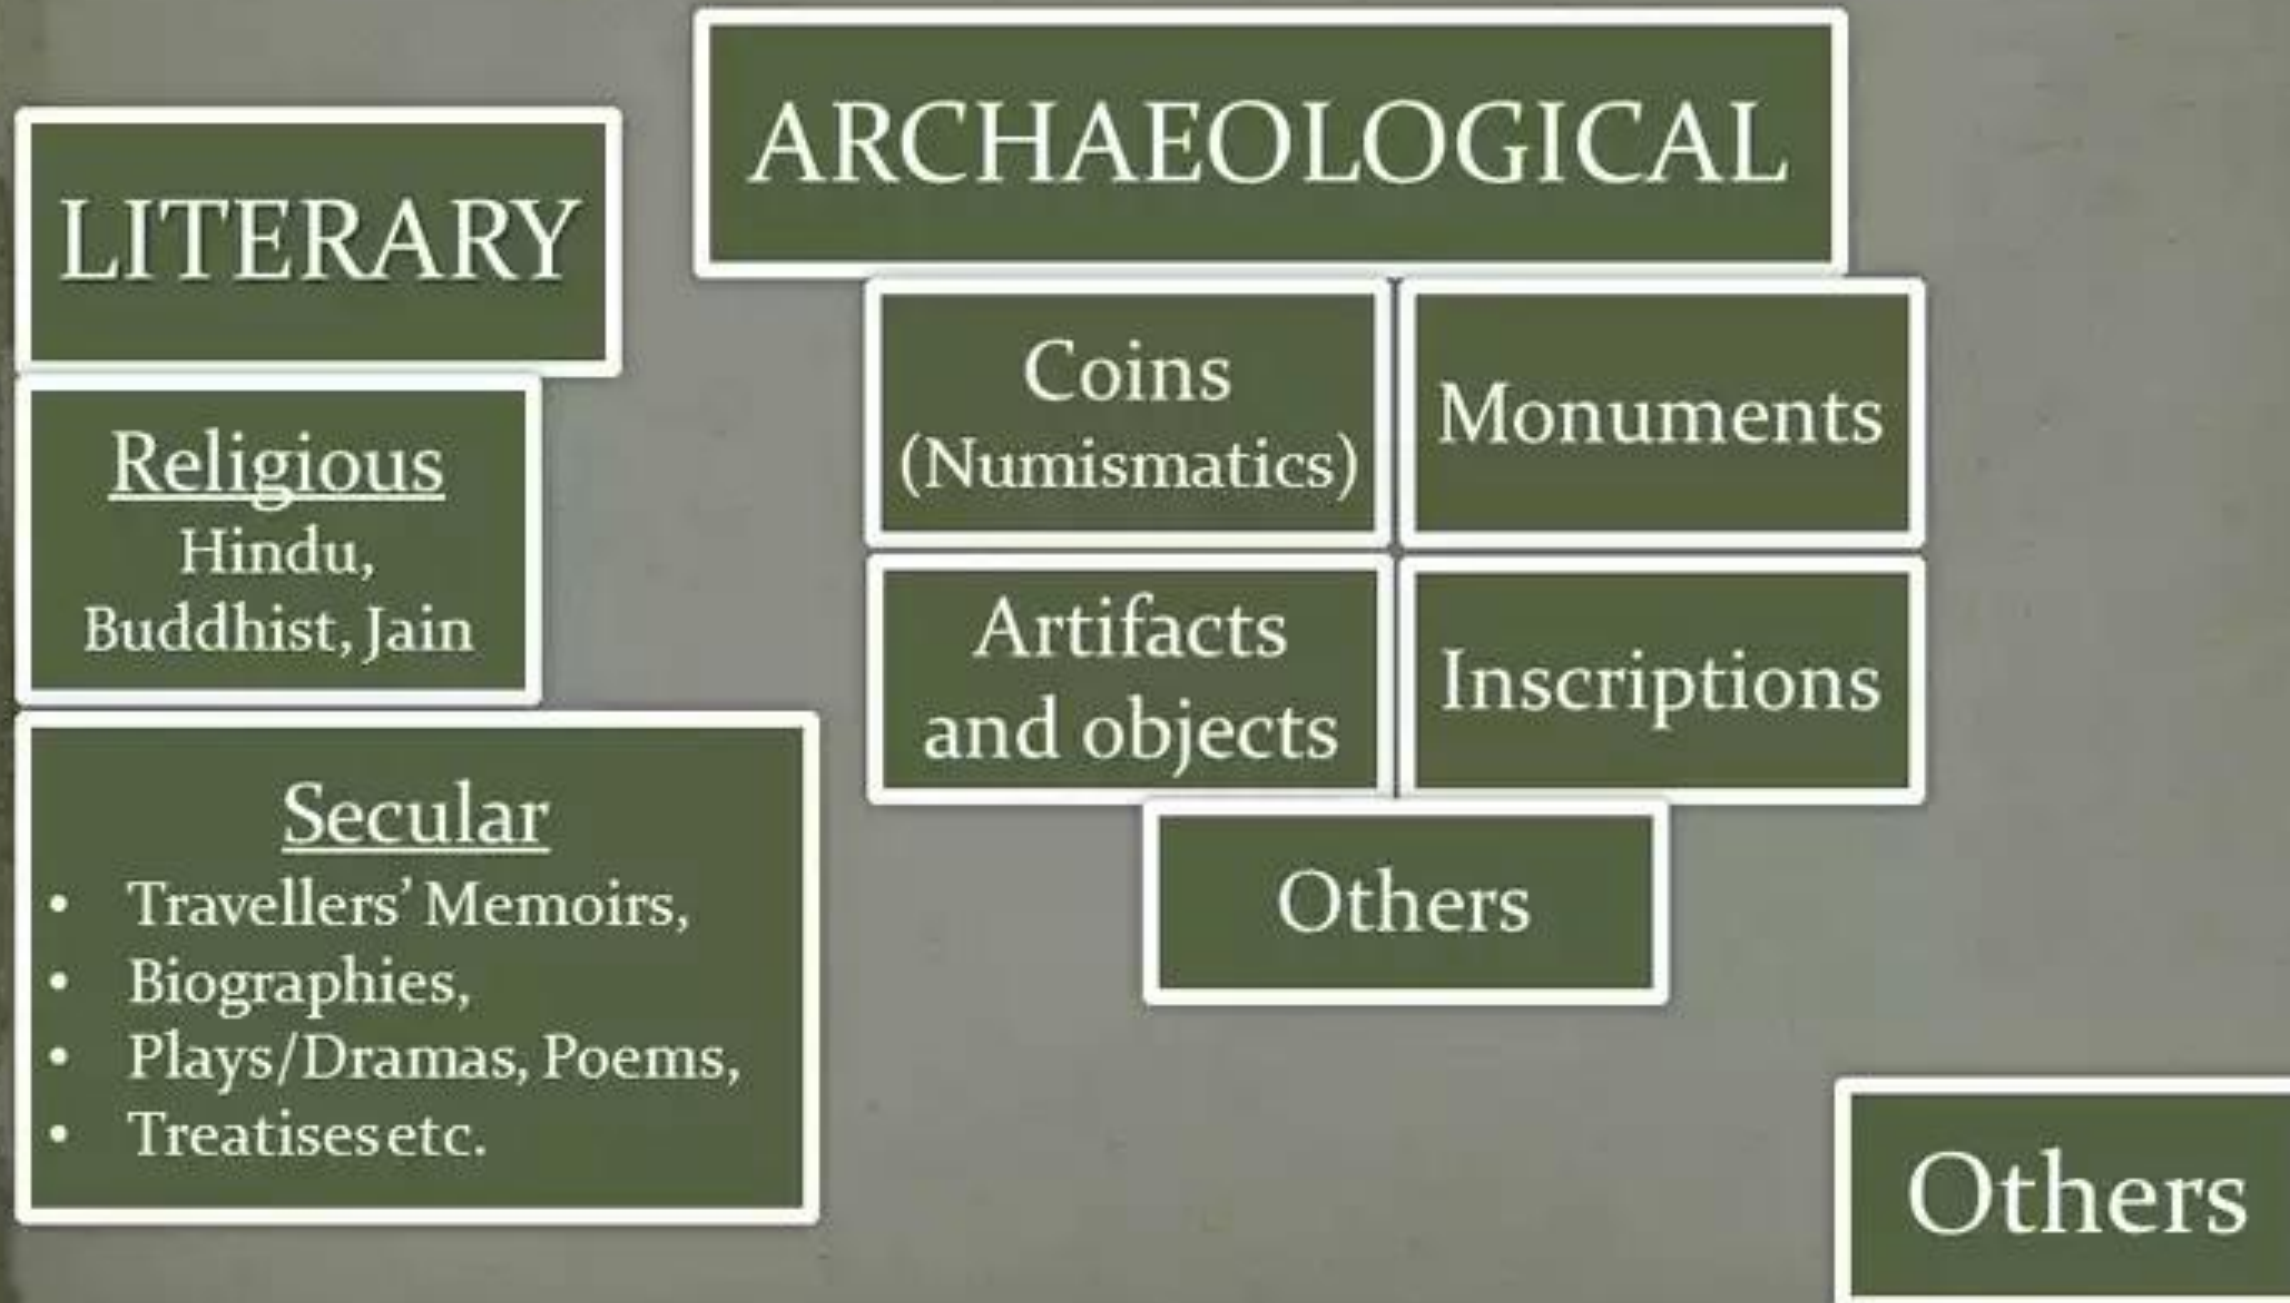 LITERARY
Religious
Hindu,
Buddhist, Jain
Secular
• Travellers’ Memoirs,
• Biographies,
• Plays/Dramas, Poems,
• Treatises etc.
ARCHAEOLOGICAL
Coins
(Numismatics)
Monuments
Artifacts
and objects
Inscriptions
Others
Others